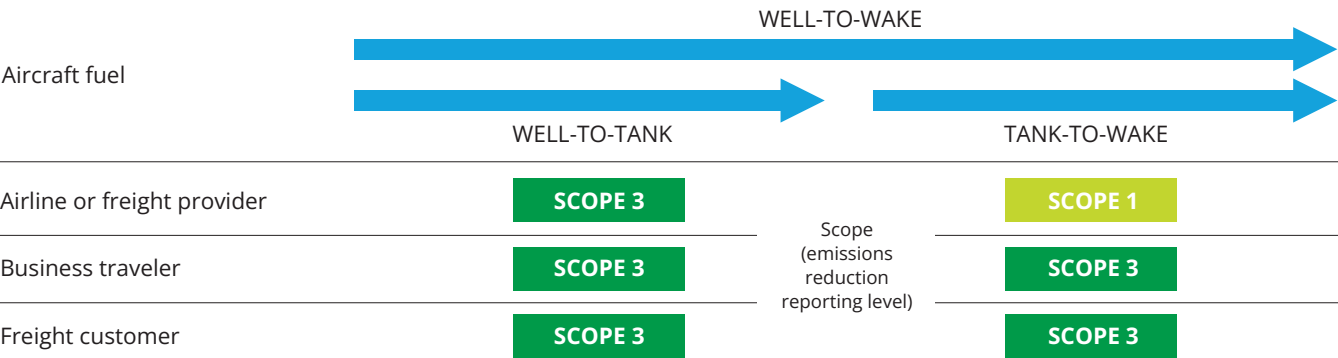 WELL-TO-WAKE
Aircraft fuel
WELL-TO-TANK
TANK-TO-WAKE
Airline or freight provider
SCOPE 3
SCOPE 1
Scope
(emissions
reduction
reporting level)
Business traveler
SCOPE 3
SCOPE 3
Freight customer
SCOPE 3
SCOPE 3